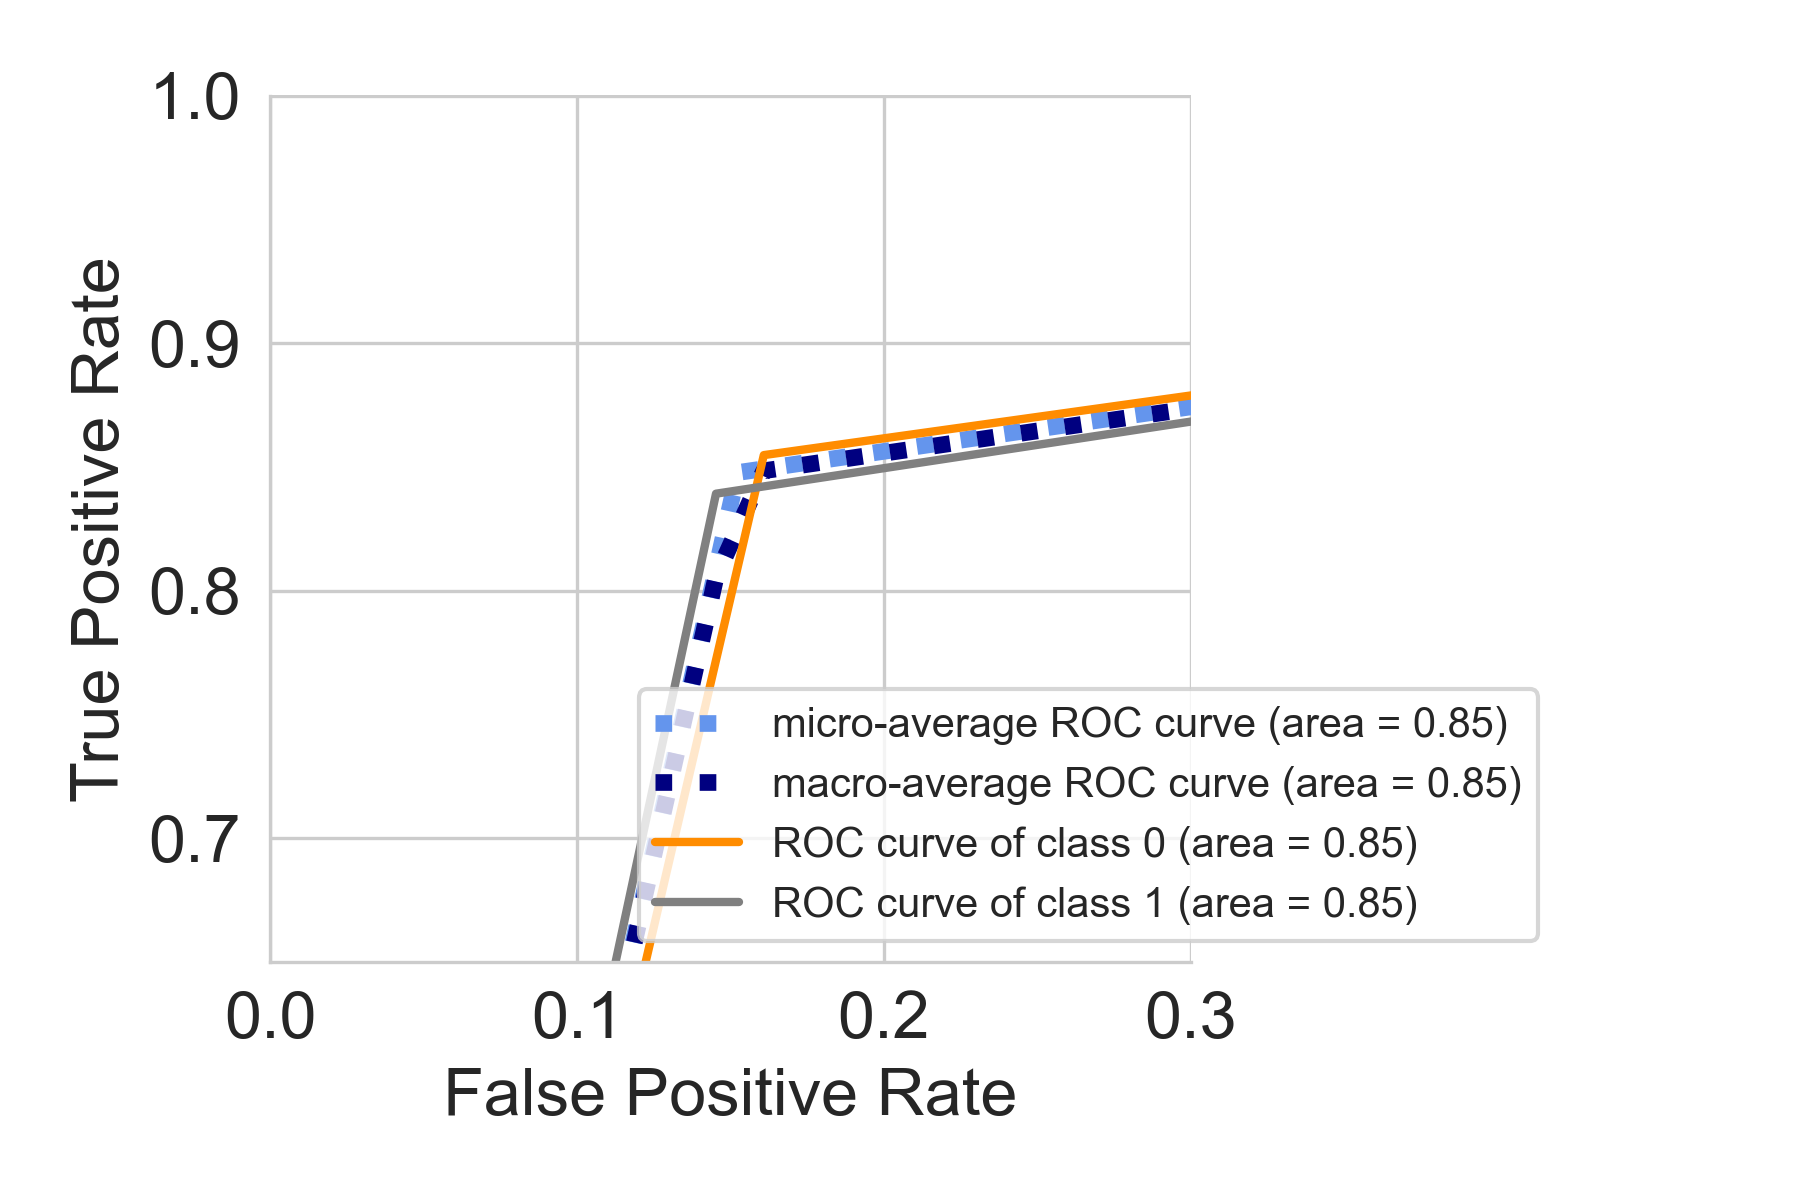 1.0
0.9
0.8
0.7
True Positive Rate
micro-average ROC curve (area = 0.85)
macro-average ROC curve (area = 0.85)
ROC curve of class 0 (area = 0.85)
ROC curve of class 1 (area = 0.85)
0.0 0.1 0.2 0.3
False Positive Rate